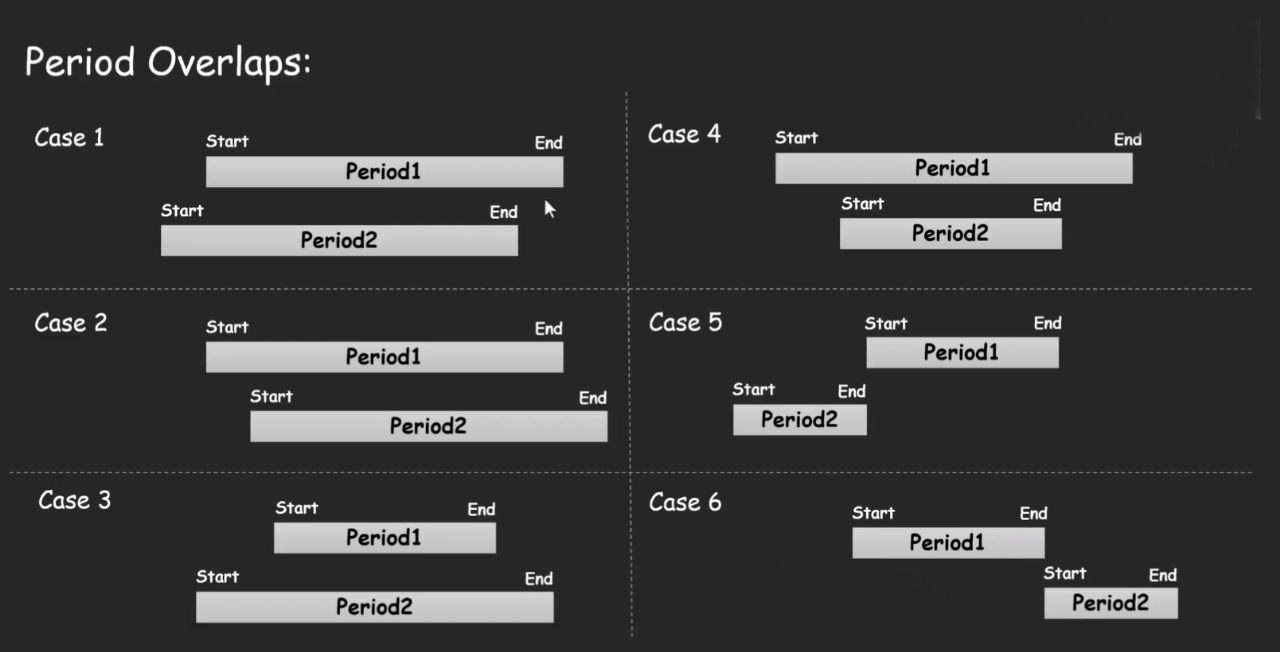 Period Overlaps:
Case 1
Start End
Period1
Start End
Period2
Case 2
Start End
Period1
Start End
Period2
Case 3
Start End
Period1
Start End
Period2
Case 4
Start End
Period1
Start End
Period2
Case 5
Start End
Period1
Start End
Period2
Case 6
Start End
Period1
Start End
Period2